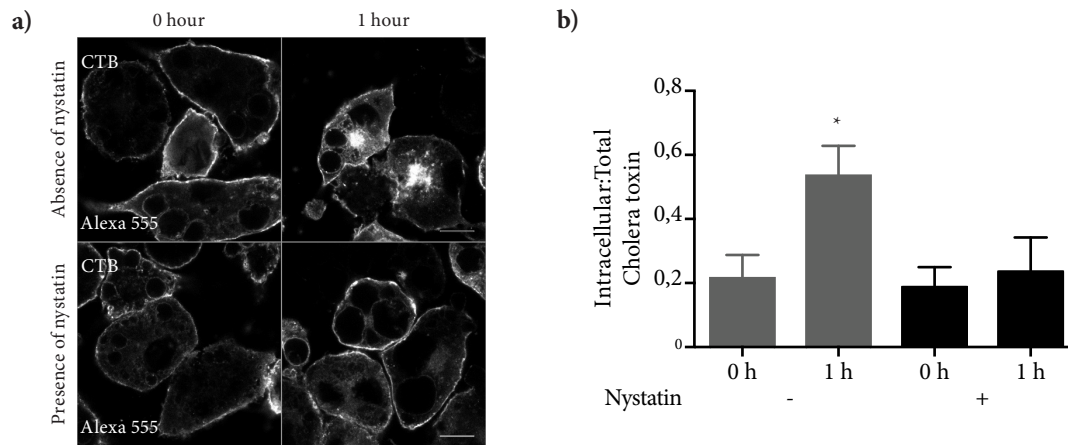 a)
0 hour
1 hour
Absence of nystatin
CTB
Alexa 555
Presence of nystatin
CTB
Alexa 555
b)
Intracellular:Total
Cholera toxin
0,8
0,6
0,4
0,2
0
*
0 h
1 h
0 h
1 h
Nystatin
-
+